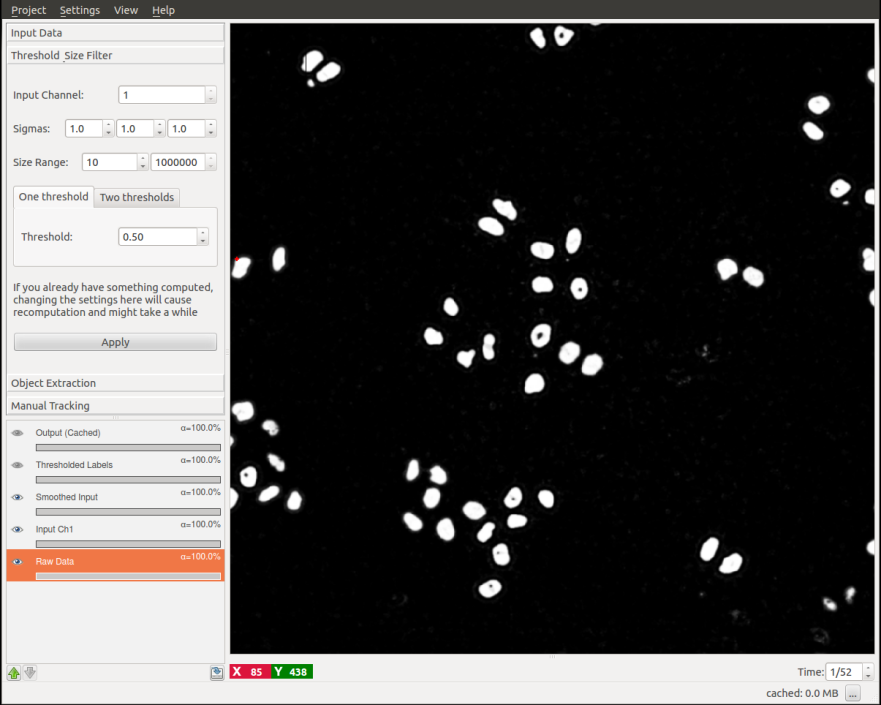 Project Settings View Help
Input Data
Threshold_Size Filter
Input Channel: 1
Sigmas: 1.0 1.0 1.0
Size Range: 10 1000000
One threshold Two thresholds
Threshold: 0.50
If you already have something computed,
changing the settings here will cause
recomputation and might take a while
Apply
Object Extraction
Manual Tracking
Output (Cached) α=100.0%
Thresholded Labels α=100.0%
Smoothed Input α=100.0%
Input Ch1 α=100.0%
Raw Data α=100.0%
X 85 Y 438
Time: 1/52
cached: 0.0 MB ...